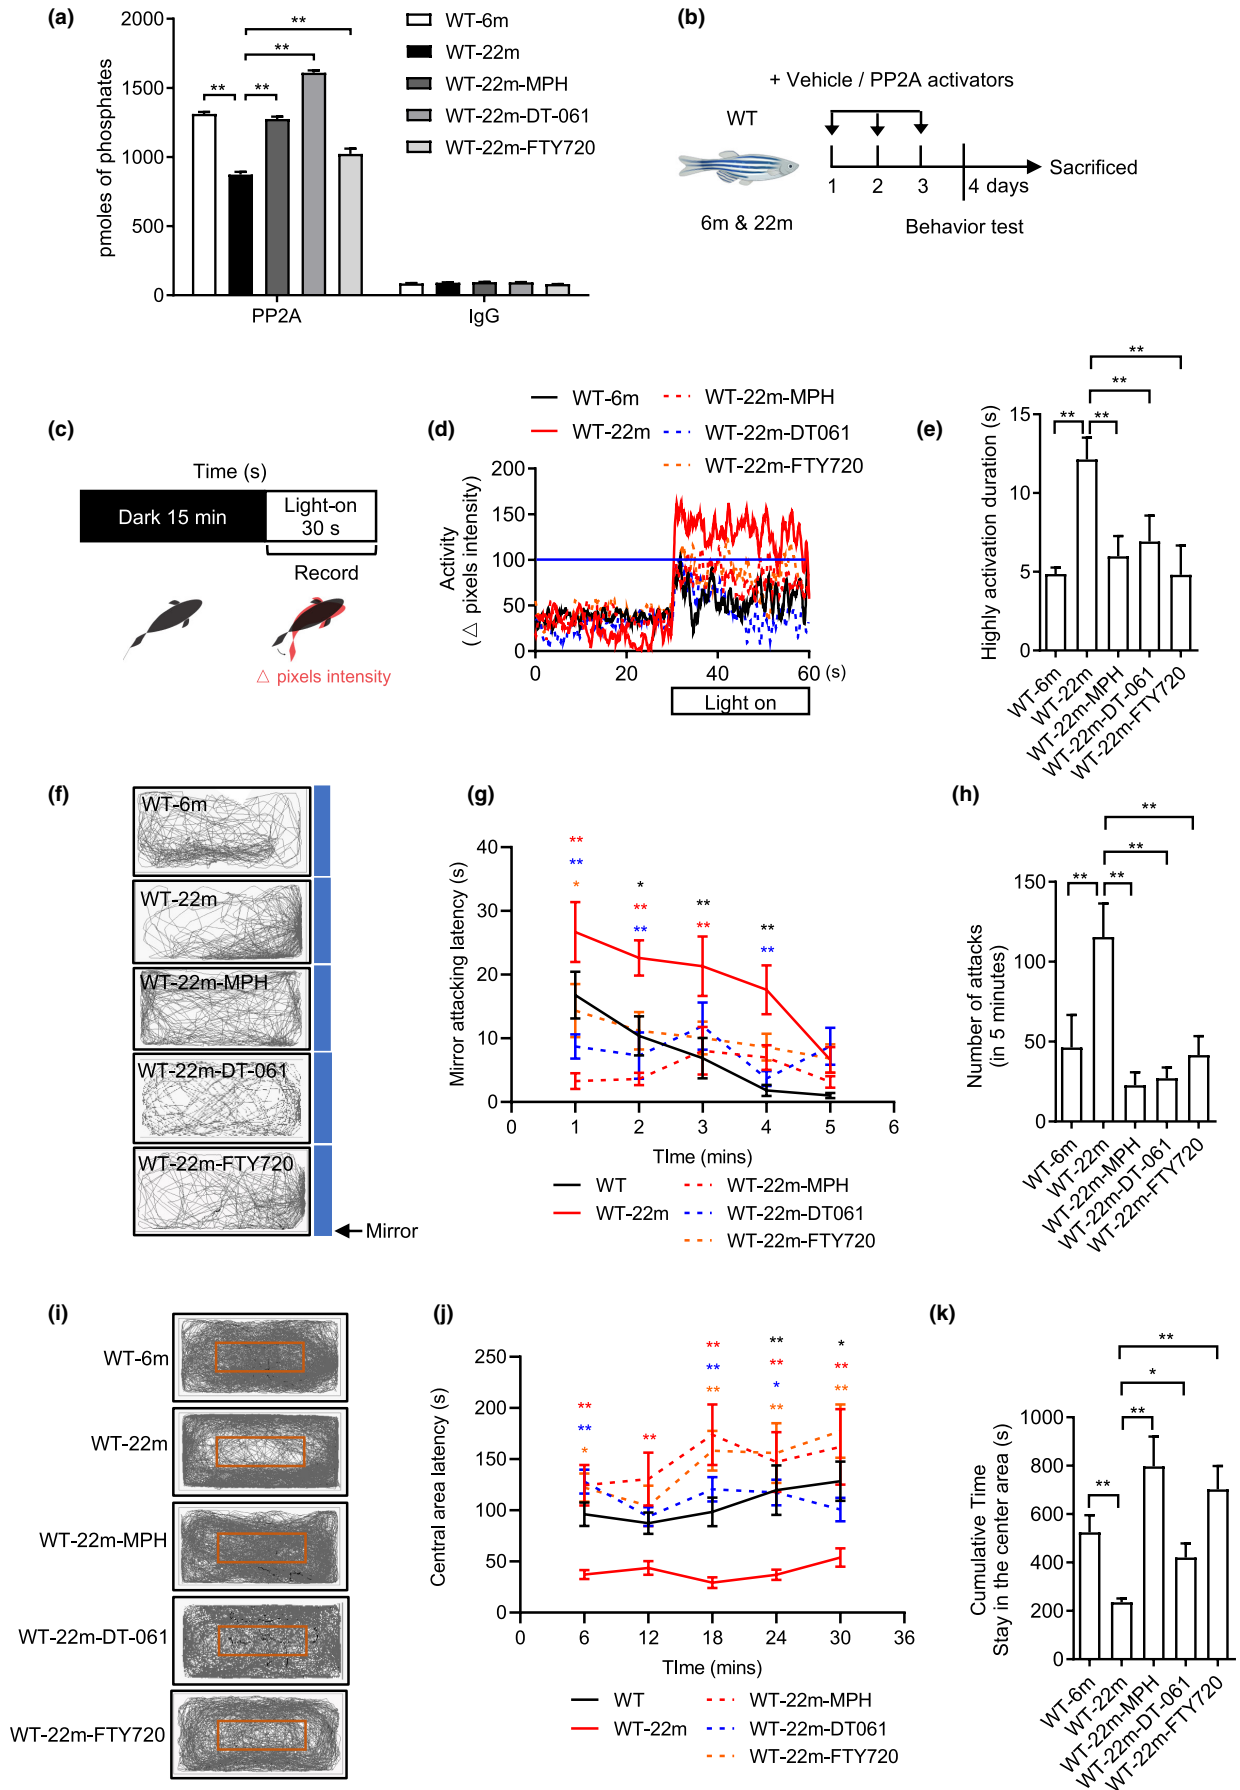 (a)
2000
1500
1000
500
0
pmoles of phosphates
** ** ** **
PP2A
IgG
WT-6m
WT-22m
WT-22m-MPH
WT-22m-DT-061
WT-22m-FTY720
(b)
+ Vehicle / PP2A activators
WT
6m & 22m
1 2 3 4 days
Sacrificed
Behavior test
(c)
Time (s)
Dark 15 min
Light-on
30 s
Record
△ pixels intensity
(d)
WT-6m
WT-22m
WT-22m-MPH
WT-22m-DT061
WT-22m-FTY720
Activity
(△ pixels intensity)
200
150
100
50
0
0 20 40 60 (s)
Light on
(e)
Highly activation duration (s)
15
10
5
0
** ** ** **
WT-6m
WT-22m
WT-22m-MPH
WT-22m-DT-061
WT-22m-FTY720
(f)
WT-6m
WT-22m
WT-22m-MPH
WT-22m-DT-061
WT-22m-FTY720
Mirror
(g)
Mirror attacking latency (s)
40
30
20
10
0
** ** *
* ** **
** **
** **
0 1 2 3 4 5 6
TIme (mins)
WT
WT-22m
WT-22m-MPH
WT-22m-DT061
WT-22m-FTY720
(h)
Number of attacks
(in 5 minutes)
150
100
50
0
** ** ** **
WT-6m
WT-22m
WT-22m-MPH
WT-22m-DT-061
WT-22m-FTY720
(i)
WT-6m
WT-22m
WT-22m-MPH
WT-22m-DT-061
WT-22m-FTY720
(j)
Central area latency (s)
250
200
150
100
50
0
** ** *
**
** ** **
** ** * **
* ** **
0 6 12 18 24 30 36
TIme (mins)
WT
WT-22m
WT-22m-MPH
WT-22m-DT061
WT-22m-FTY720
(k)
Cumulative Time
Stay in the center area (s)
1000
800
600
400
200
0
** ** * **
WT-6m
WT-22m
WT-22m-MPH
WT-22m-DT-061
WT-22m-FTY720